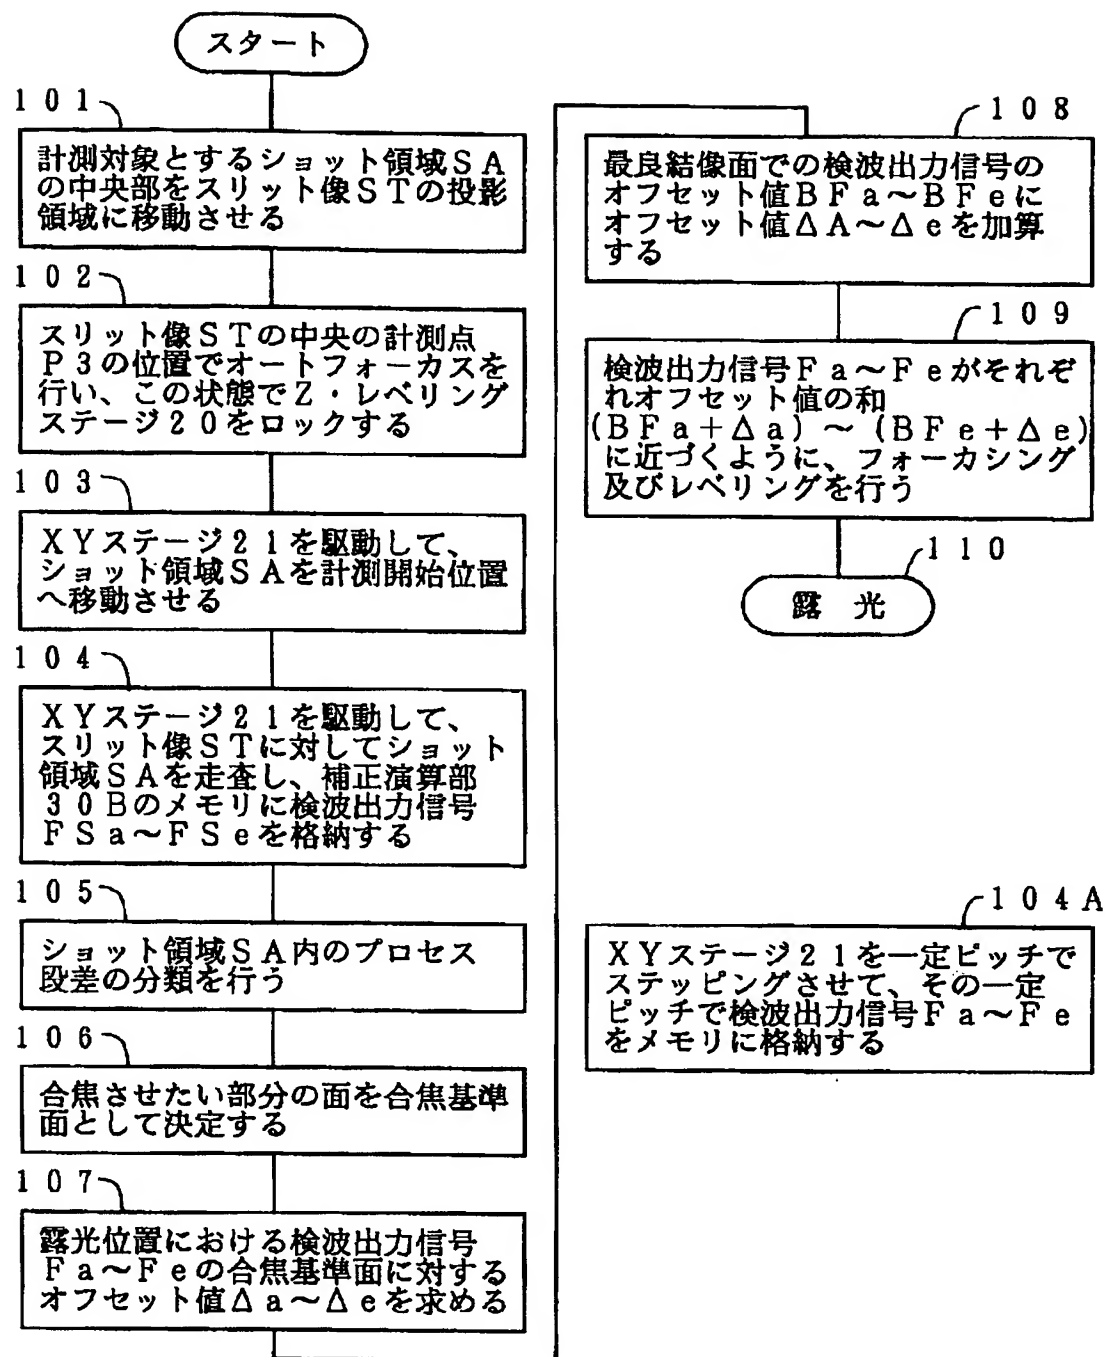 スタート
101
計測対象とするショット領域SA
の中央部をスリット像STの投影
領域に移動させる
102
スリット像STの中央の計測点
P3の位置でオートフォーカスを
行い、この状態でZ・レベリング
ステージ20をロックする
103
XYステージ21を駆動して、
ショット領域SAを計測開始位置
へ移動させる
104
XYステージ21を駆動して、
スリット像STに対してショット
領域SAを走査し、補正演算部
30Bのメモリに検波出力信号
FSa~FSeを格納する
105
ショット領域SA内のプロセス
段差の分類を行う
106
合焦させたい部分の面を合焦基準
面として決定する
107
露光位置における検波出力信号
Fa~Feの合焦基準面に対する
オフセット値Δa~Δeを求める
108
最良結像面での検波出力信号の
オフセット値BFa~BFeに
オフセット値ΔA~Δeを加算
する
109
検波出力信号Fa~Feがそれぞ
れオフセット値の和
(BFa+Δa)~(BFe+Δe)
に近づくように、フォーカシング
及びレベリングを行う
110
露 光
104A
XYステージ21を一定ピッチで
ステッピングさせて、その一定
ピッチで検波出力信号Fa~Fe
をメモリに格納する